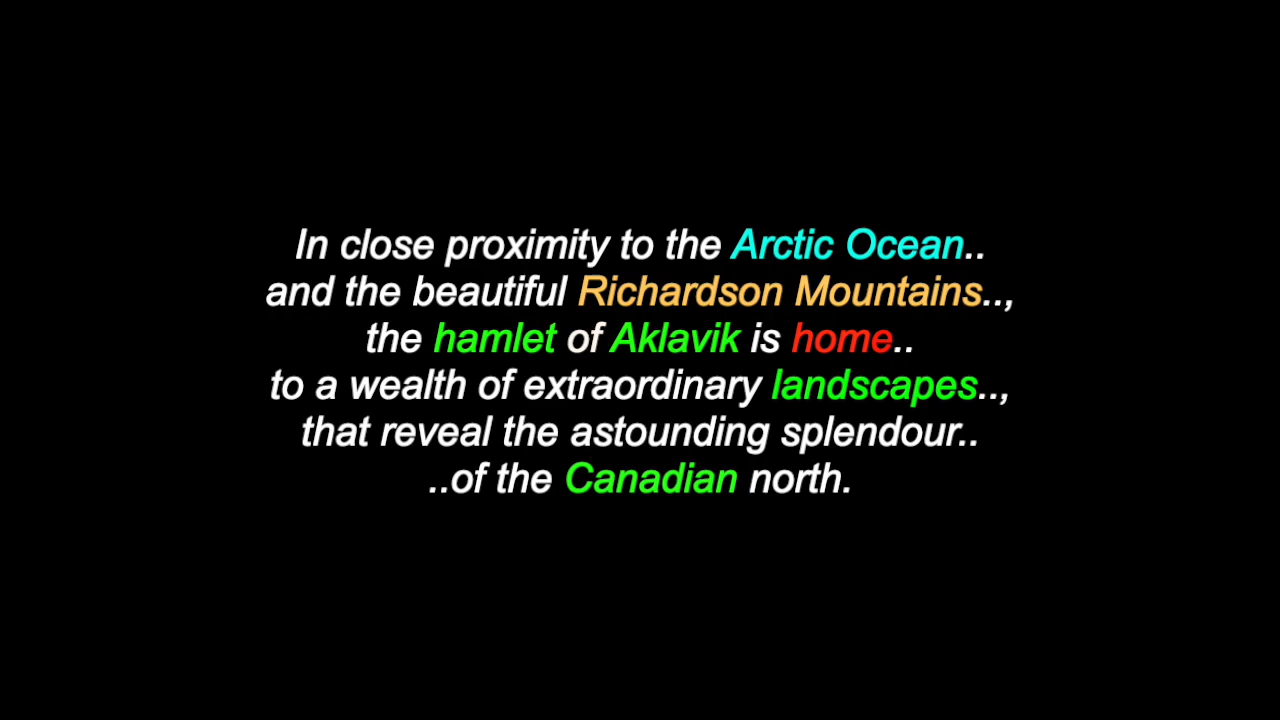 In close proximity to the Arctic Ocean..
and the beautiful Richardson Mountains..,
the hamlet of Aklavik is home..
to a wealth of extraordinary landscapes..,
that reveal the astounding splendour..
..of the Canadian north.